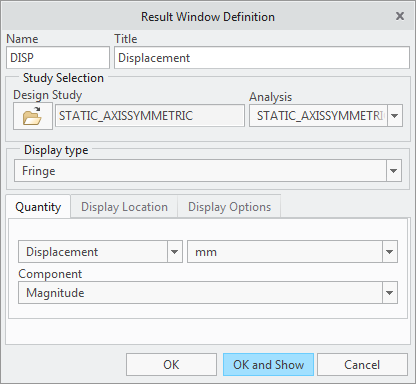 Result Window Definition
Name Title
DISP Displacement
Study Selection
Design Study Analysis
STATIC_AXISSYMMETRIC STATIC_AXISSYMMETRI
Display type
Fringe
Quantity Display Location Display Options
Displacement mm
Component
Magnitude
OK OK and Show Cancel